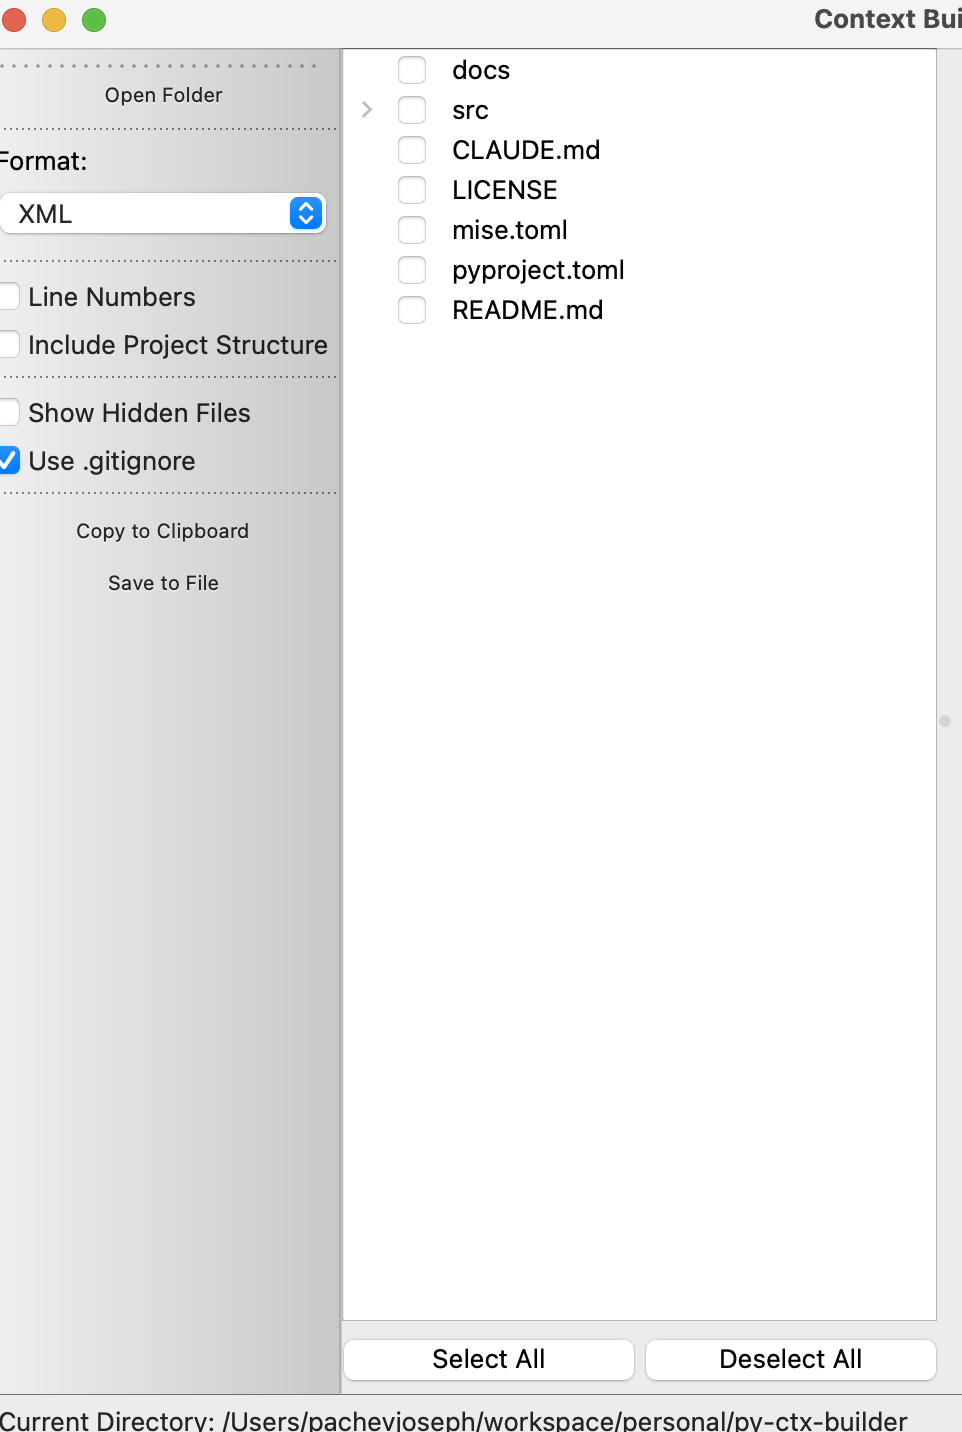 Context Bui
Open Folder
Format:
XML
Line Numbers
Include Project Structure
Show Hidden Files
Use .gitignore
Copy to Clipboard
Save to File
docs
src
CLAUDE.md
LICENSE
mise.toml
pyproject.toml
README.md
Select All
Deselect All
Current Directory: /Users/pachevjoseph/workspace/personal/py-ctx-builder